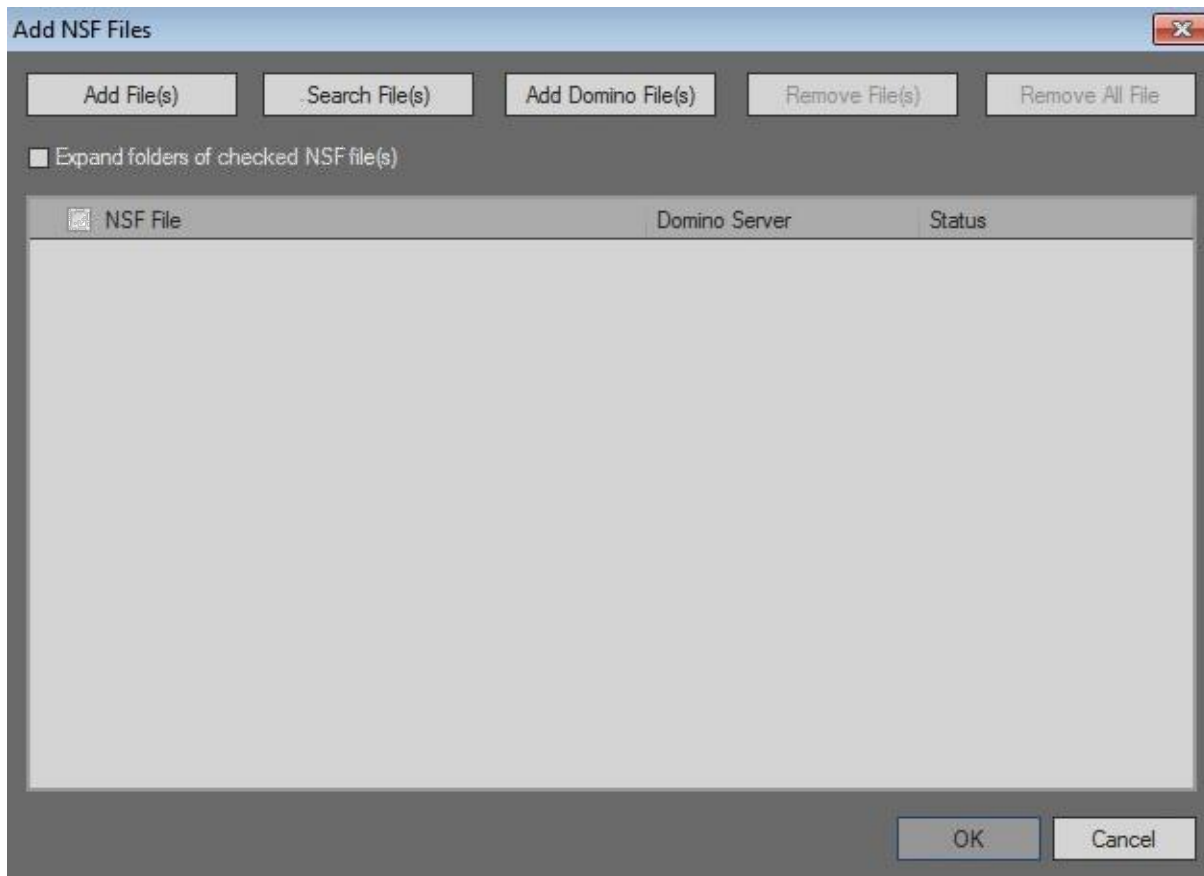 Add NSF Files
Add File(s) Search File(s) Add Domino File(s) Remove File(s) Remove All File
Expand folders of checked NSF file(s)
NSF File Domino Server Status
OK Cancel